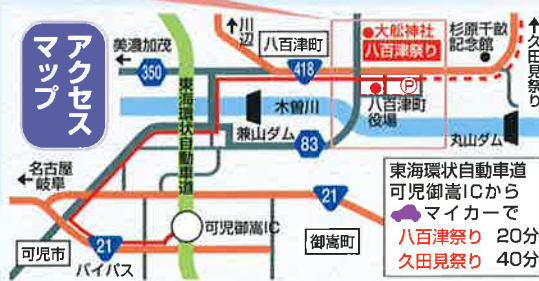 アクセス
マップ
美濃加茂
350
川辺
八百津町
418
大舩神社
八百津祭り
杉原千畝
記念館
久田見祭り
東海環状自動車道
木曽川
P
八百津町
役場
兼山ダム
83
丸山ダム
名古屋
岐阜
21
可児御嵩IC
御嵩町
可児市
21
バイパス
東海環状自動車道
可児御嵩ICから
マイカーで
八百津祭り 20分
久田見祭り 40分